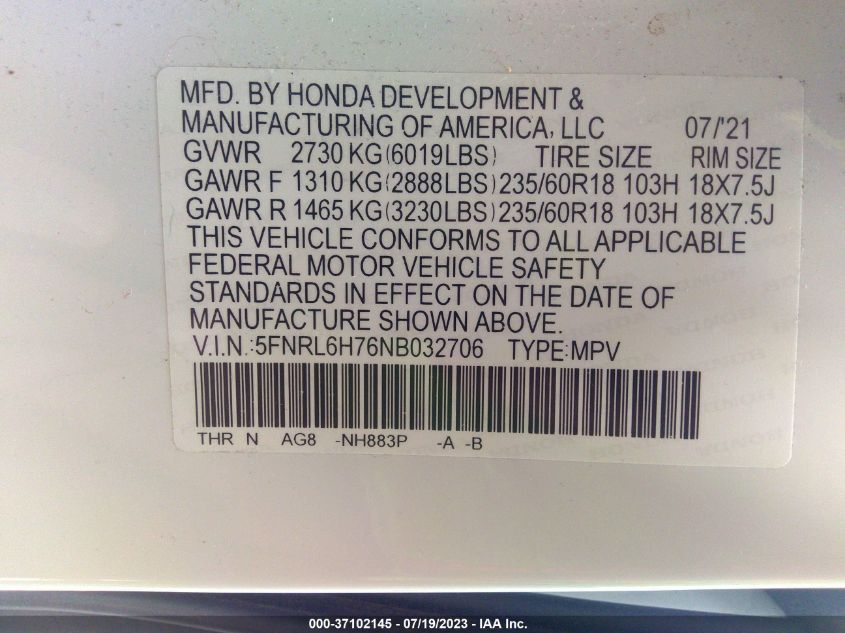 MFD. BY HONDA DEVELOPMENT &
MANUFACTURING OF AMERICA, LLC 07/'21
GVWR 2730 KG(6019LBS) TIRE SIZE RIM SIZE
GAWR F 1310 KG(2888LBS) 235/60R18 103H 18X7.5J
GAWR R 1465 KG(3230LBS) 235/60R18 103H 18X7.5J
THIS VEHICLE CONFORMS TO ALL APPLICABLE
FEDERAL MOTOR VEHICLE SAFETY
STANDARDS IN EFFECT ON THE DATE OF
MANUFACTURE SHOWN ABOVE.
V.I.N.:5FNRL6H76NB032706 TYPE:MPV
THR N AG8 -NH883P -A -B
000-37102145 - 07/19/2023 - IAA Inc.